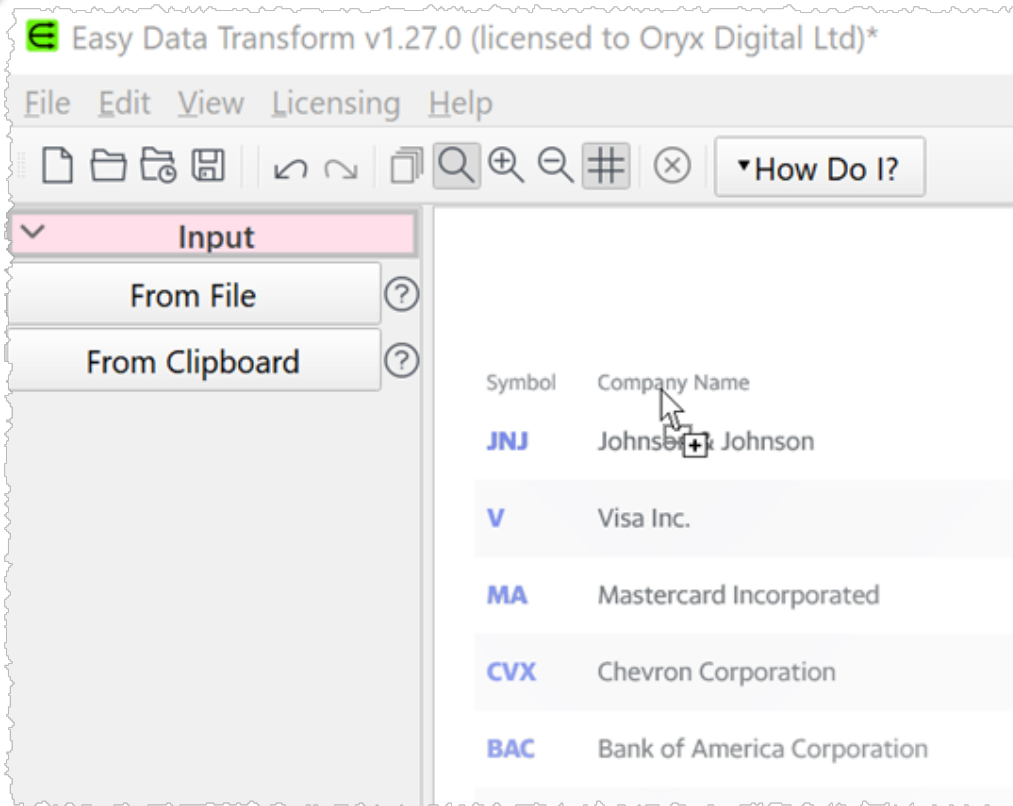 Easy Data Transform v1.27.0 (licensed to Oryx Digital Ltd)*
File Edit View Licensing Help
How Do I?
Input
From File
From Clipboard
Symbol Company Name
JNJ Johnson & Johnson
V Visa Inc.
MA Mastercard Incorporated
CVX Chevron Corporation
BAC Bank of America Corporation